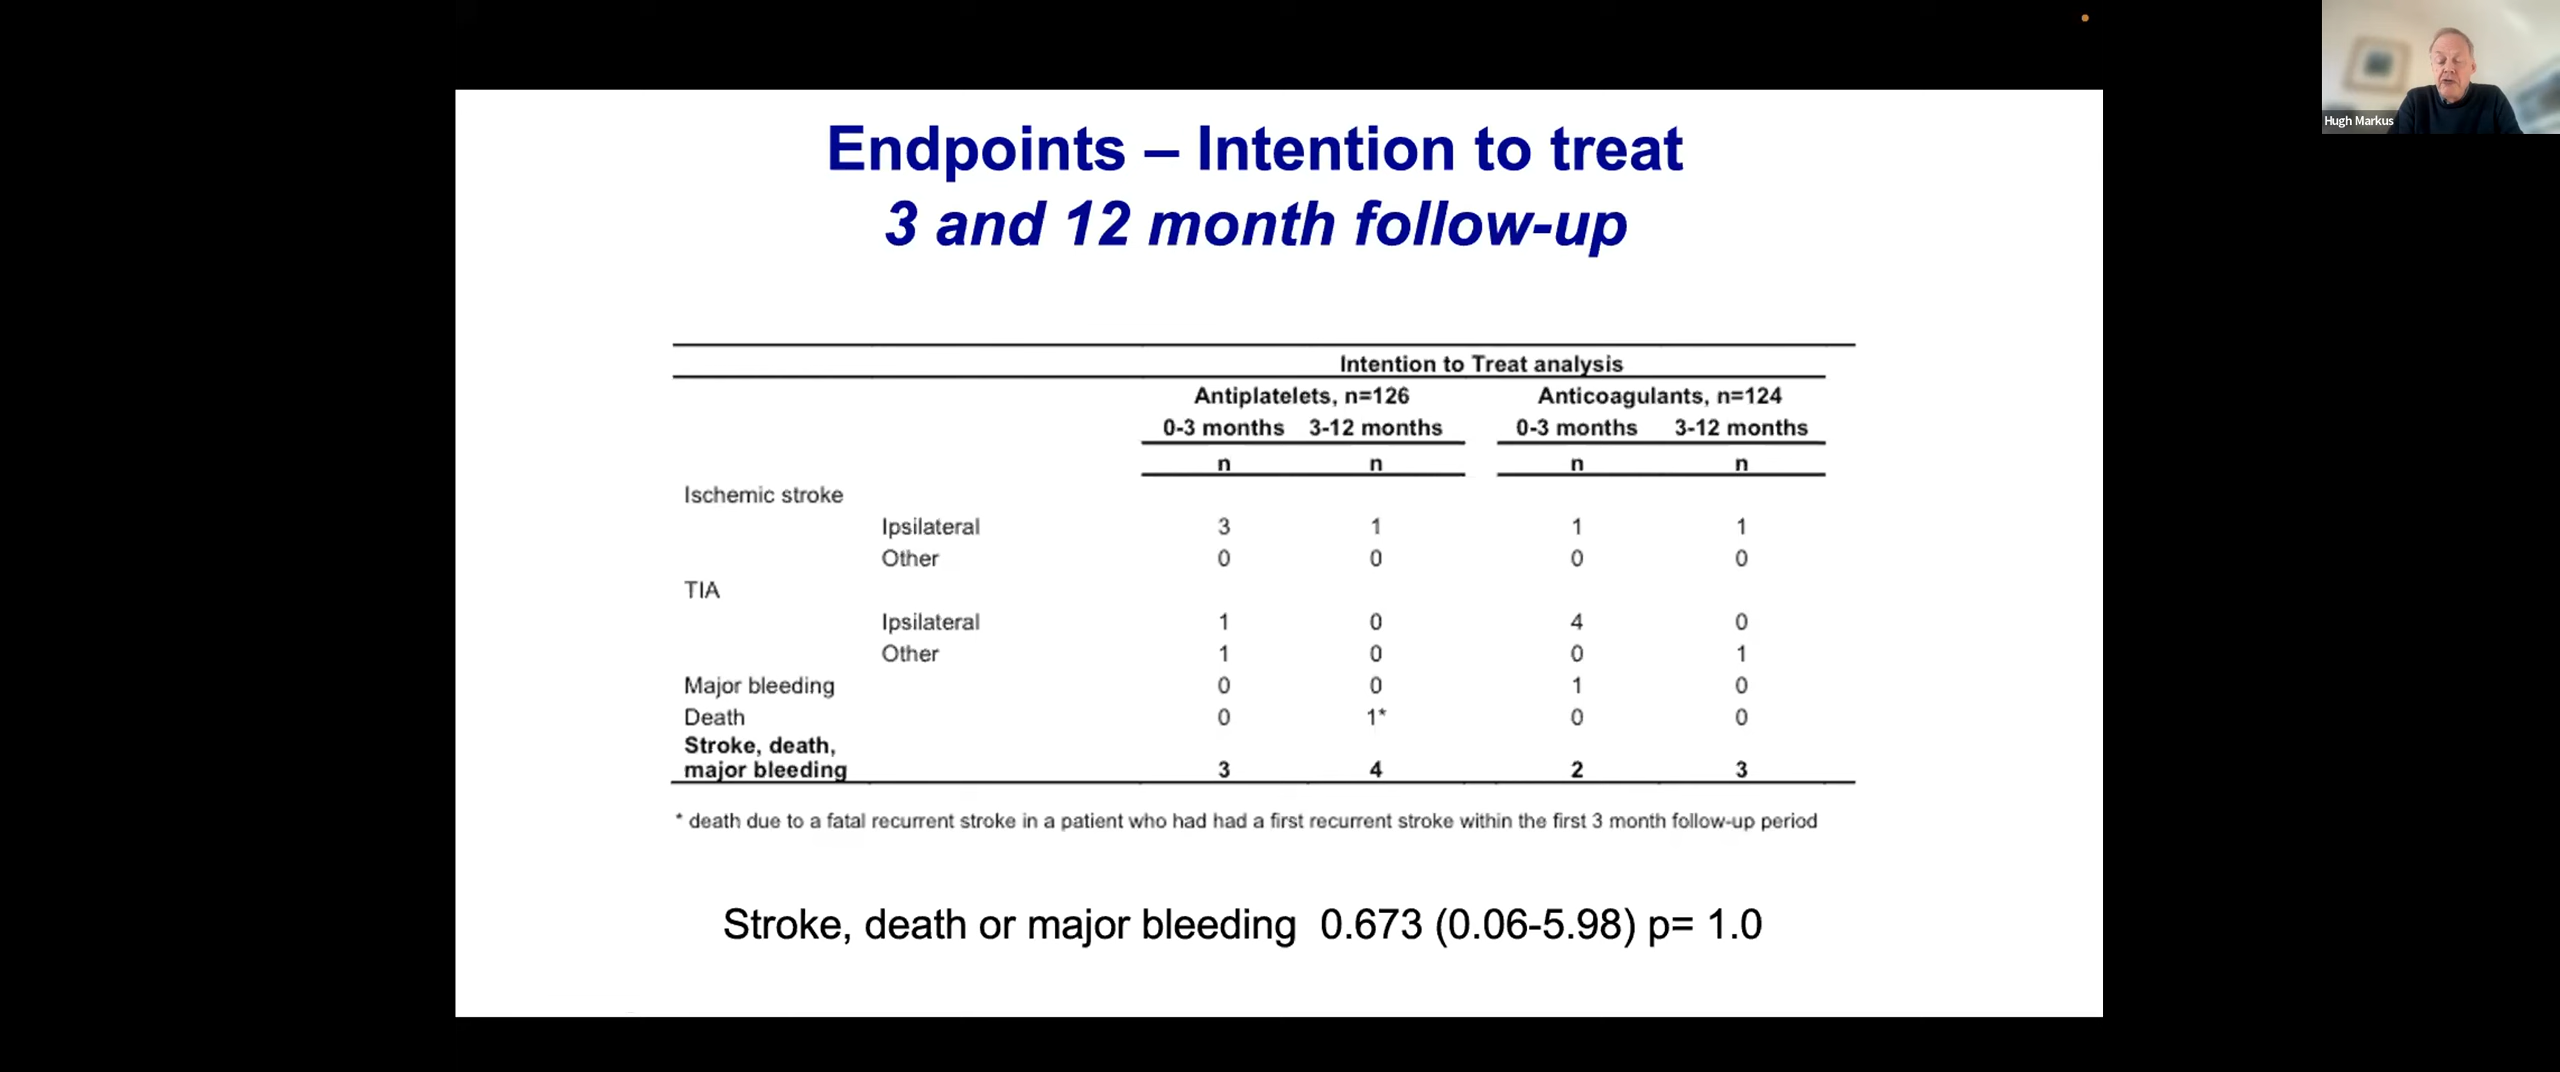 Hugh Markus
Endpoints – Intention to treat
3 and 12 month follow-up
Intention to Treat analysis
Antiplatelets, n=126 Anticoagulants, n=124
0-3 months 3-12 months 0-3 months 3-12 months
n n n n
Ischemic stroke
Ipsilateral 3 1 1 1
Other 0 0 0 0
TIA
Ipsilateral 1 0 4 0
Other 1 0 0 1
Major bleeding 0 0 1 0
Death 0 1* 0 0
Stroke, death,
major bleeding 3 4 2 3
* death due to a fatal recurrent stroke in a patient who had had a first recurrent stroke within the first 3 month follow-up period
Stroke, death or major bleeding 0.673 (0.06-5.98) p= 1.0